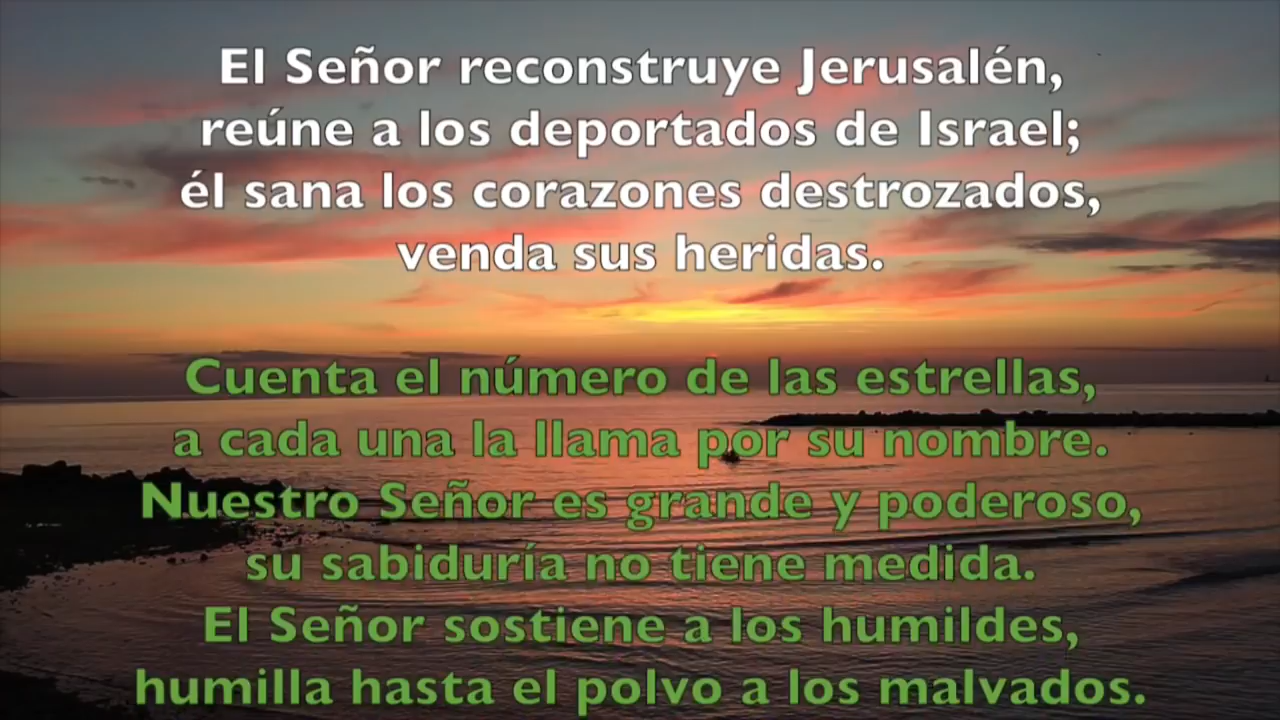 El Señor reconstruye Jerusalén,
reúne a los deportados de Israel;
él sana los corazones destrozados,
venda sus heridas.
Cuenta el número de las estrellas,
a cada una la llama por su nombre.
Nuestro Señor es grande y poderoso,
su sabiduría no tiene medida.
El Señor sostiene a los humildes,
humilla hasta el polvo a los malvados.